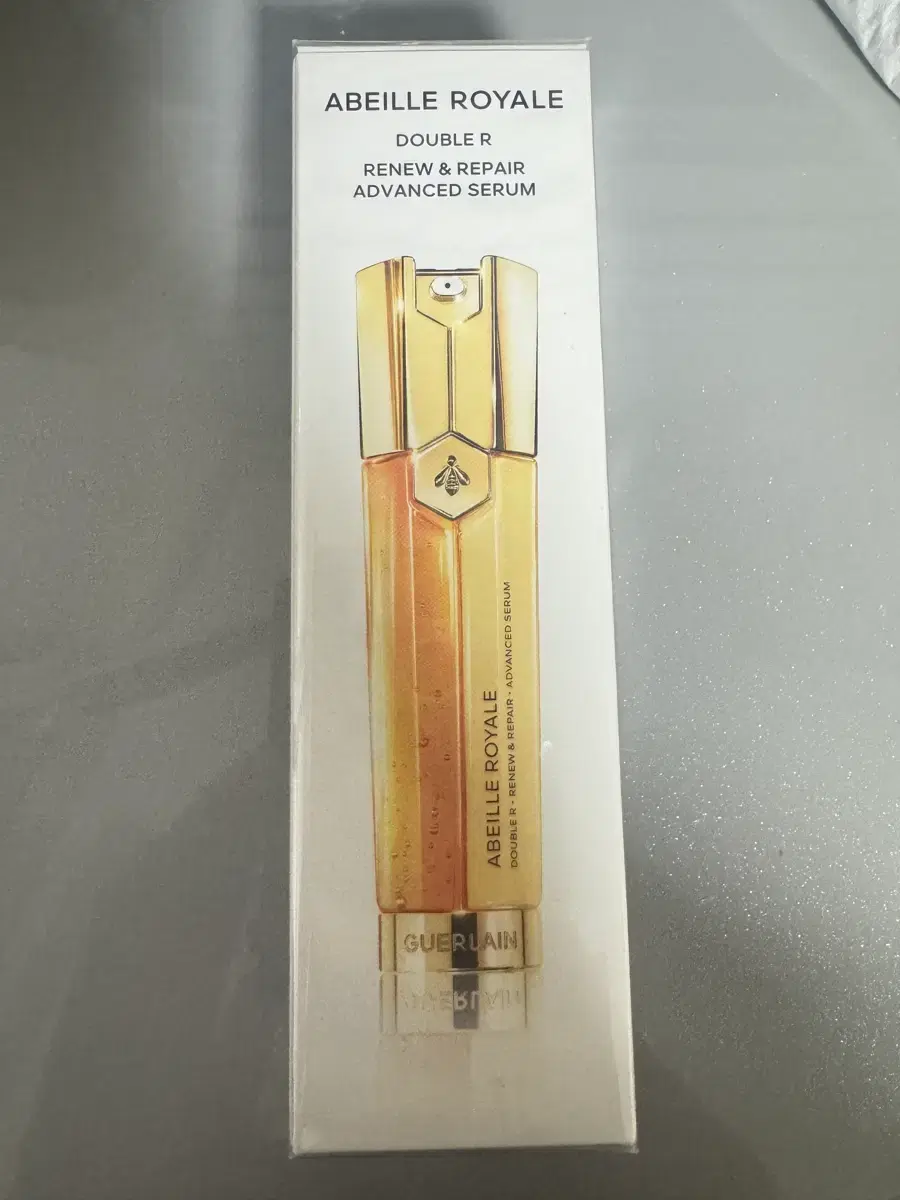 ABEILLE ROYALE
DOUBLE R
RENEW & REPAIR
ADVANCED SERUM
ABEILLE ROYALE
DOUBLE R • RENEW & REPAIR • ADVANCED SERUM
GUERLAIN